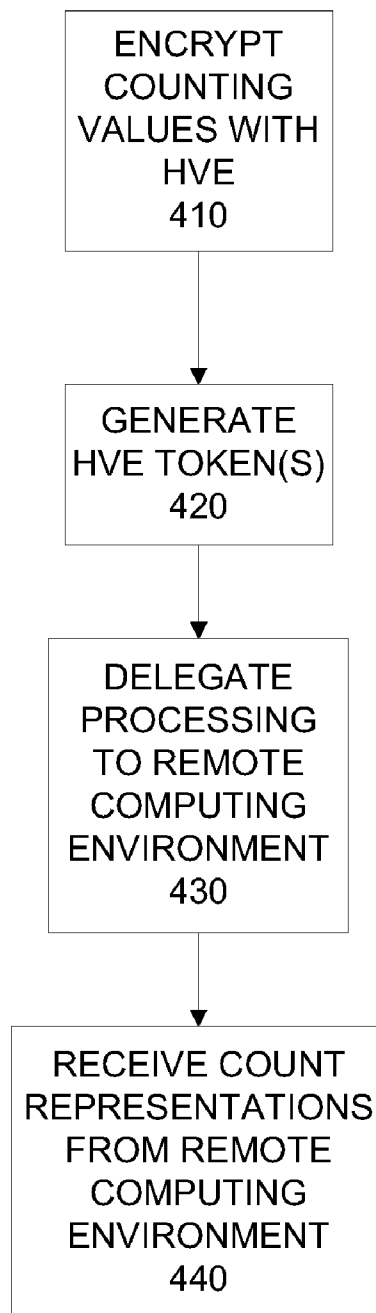 ENCRYPT
COUNTING
VALUES WITH
HVE
410
GENERATE
HVE TOKEN(S)
420
DELEGATE
PROCESSING
TO REMOTE
COMPUTING
ENVIRONMENT
430
RECEIVE COUNT
REPRESENTATIONS
FROM REMOTE
COMPUTING
ENVIRONMENT
440